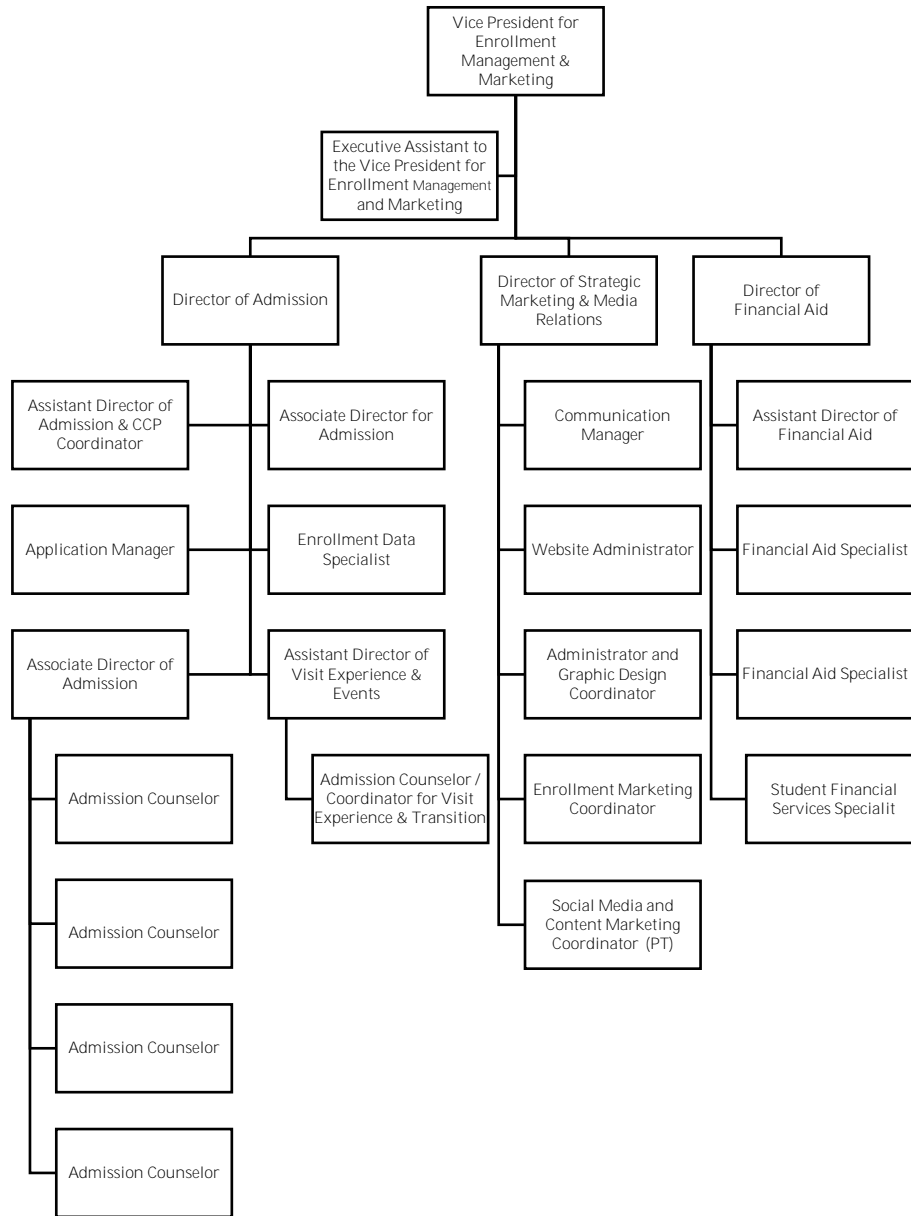 Vice President for
Enrollment
Management &
Marketing
Executive Assistant to
the Vice President for
Enrollment Management
and Marketing
Director of Admission
Director of Strategic
Marketing & Media
Relations
Director of
Financial Aid
Assistant Director of
Admission & CCP
Coordinator
Associate Director for
Admission
Communication
Manager
Assistant Director of
Financial Aid
Application Manager
Enrollment Data
Specialist
Website Administrator
Financial Aid Specialist
Associate Director of
Admission
Assistant Director of
Visit Experience &
Events
Administrator and
Graphic Design
Coordinator
Financial Aid Specialist
Admission Counselor
Admission Counselor /
Coordinator for Visit
Experience & Transition
Enrollment Marketing
Coordinator
Student Financial
Services Specialit
Admission Counselor
Social Media and
Content Marketing
Coordinator (PT)
Admission Counselor
Admission Counselor